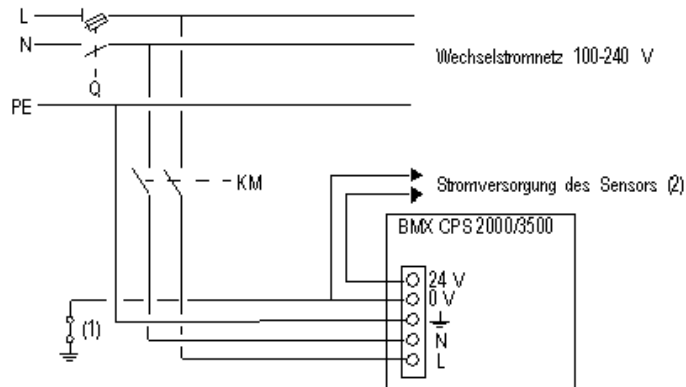 L
N
Wechselstromnetz 100-240 V
Q
PE
KM
Stromversorgung des Sensors (2)
BMX CPS 2000/3500
24 V
0 V
(1)
N
L